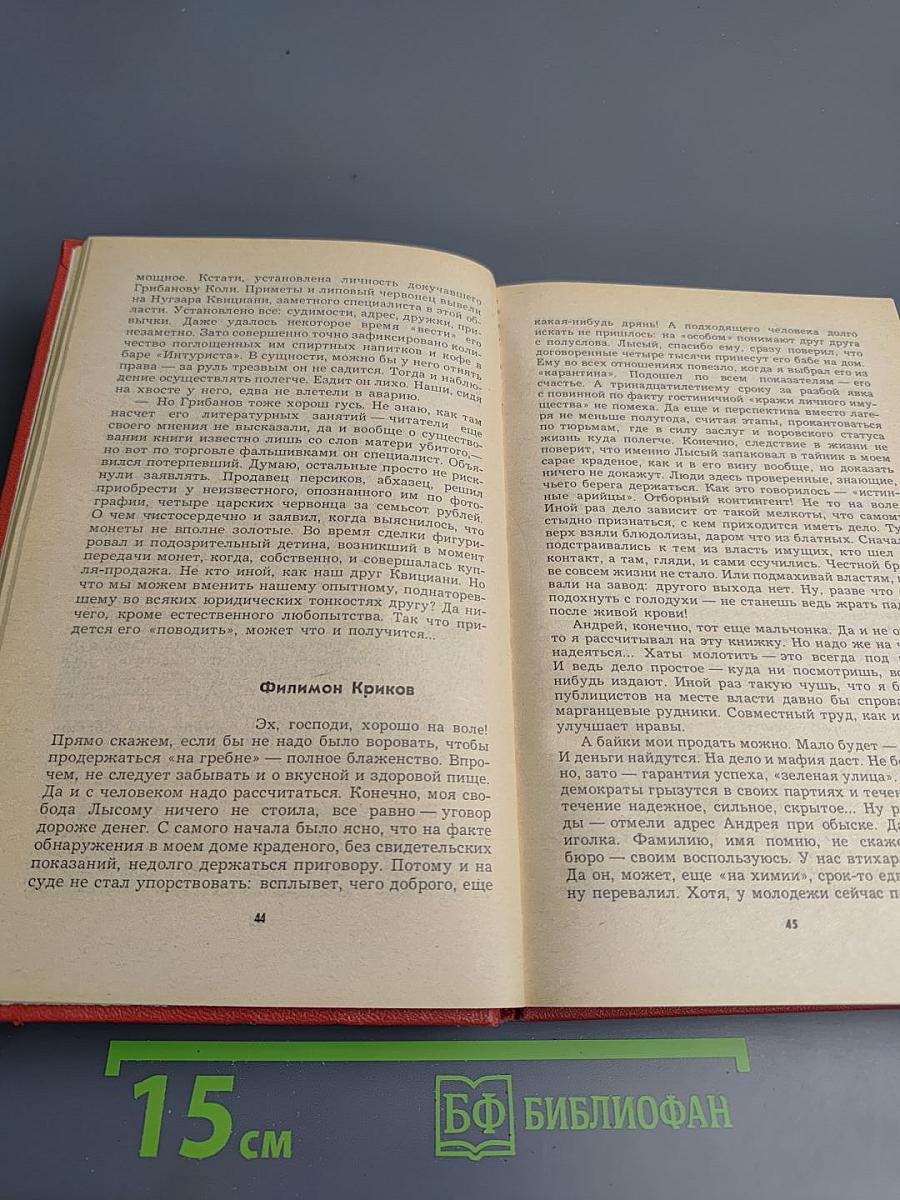 мощное. Кстати, установлена личность докучавшего
Грибанову Коли. Приметы и липовый червонец вывели
на Нугзара Квициани, заметного специалиста в этой об-
ласти. Установлено все: судимости, адрес, дружки, при-
вычки. Даже удалось некоторое время «вести» его
незаметно. Зато совершенно точно зафиксировано коли-
чество поглощенных им спиртных напитков и кофе в
баре «Интуриста». В сущности, можно бы у него отнять
права — за руль трезвым он не садится. Тогда и наблю-
дение осуществлять полегче. Ездит он лихо. Наши, сидя
на хвосте у него, едва не влетели в аварию.
— Но Грибанов тоже хорош гусь. Не знаю, как там
насчет его литературных занятий — читатели еще
своего мнения не высказали, да и вообще о существо-
вании книги известно лишь со слов матери убитого,—
но вот по торговле фальшивками он специалист. Объя-
вился потерпевший. Думаю, остальные просто не риск-
нули заявлять. Продавец персиков, абхазец, решил
приобрести у неизвестного, опознанного им по фото-
графии, четыре царских червонца за семьсот рублей.
О чем чистосердечно и заявил, когда выяснилось, что
монеты не вполне золотые. Во время сделки фигури-
ровал и подозрительный детина, возникший в момент
передачи монет, когда, собственно, и совершалась куп-
ля-продажа. Не кто иной, как наш друг Квициани. Но
что мы можем вменить нашему опытному, поднаторев-
шему во всяких юридических тонкостях другу? Да ни-
чего, кроме естественного любопытства. Так что при-
дется его «поводить», может что и получится...
Филимон Криков
Эх, господи, хорошо на воле!
Прямо скажем, если бы не надо было воровать, чтобы
продержаться «на гребне» — полное блаженство. Впро-
чем, не следует забывать и о вкусной и здоровой пище.
Да и с человеком надо рассчитаться. Конечно, моя сво-
бода Лысому ничего не стоила, все равно — уговор
дороже денег. С самого начала было ясно, что на факте
обнаружения в моем доме краденого, без свидетельских
показаний, недолго держаться приговору. Потому и на
суде не стал упорствовать: всплывет, чего доброго, еще
44
какая-нибудь дрянь! А подходящего человека долго
искать не пришлось: на «особом» понимают друг друга
с полуслова. Лысый, спасибо ему, сразу поверил, что
договоренные четыре тысячи принесут его бабе на дом.
Ему во всех отношениях повезло, когда я выбрал его из
«карантина». Подошел по всем показателям — его
счастье. А тринадцатилетнему сроку за разбой явка
с повинной по факту гостиничной «кражи личного иму-
щества» не помеха. Да еще и перспектива вместо лаге-
ря не меньше полугода, считая этапы, прокантоваться
по тюрьмам, где в силу заслуг и воровского статуса
жизнь куда полегче. Конечно, следствие в жизни не
поверит, что именно Лысый запаковал в тайник в моем
сарае краденое, как и в его вину вообще, но доказать
ничего не докажет. Люди здесь проверенные, знающие,
чьего берега держаться. Как это говорилось — «истин-
ные арийцы». Отборный контингент! Не то на воле
Иной раз дело зависит от такой мелкоты, что самому
стыдно признаться, с кем приходится иметь дело. Ту
верх взяли блюдолизы, даром что из блатных. Сначал
подстраивались к тем из власть имущих, кто шел
контакт, а там, гляди, и сами ссучились. Честной бр
ве совсем жизни не стало. Или подмахивай властям,
вали на завод: другого выхода нет. Ну, разве что
подохнуть с голодухи — не станешь ведь жрать пад
после живой крови!
Андрей, конечно, тот еще мальчонка. Да и не о
то я рассчитывал на эту книжку. Но надо же на ч
надеяться... Хаты молотить — это всегда под
И ведь дело простое — куда ни посмотришь, вс
нибудь издают. Иной раз такую чушь, что я б
публицистов на месте власти давно бы спрова
марганцевые рудники. Совместный труд, как и
улучшает нравы.
А байки мои продать можно. Мало будет —
И деньги найдутся. На дело и мафия даст. Не бе
но, зато — гарантия успеха, «зеленая улица».
демократы грызутся в своих партиях и течен
течение надежное, сильное, скрытое... Ну р
ды — отмели адрес Андрея при обыске. Да
иголка. Фамилию, имя помню, не скаже
бюро — своим воспользуюсь. У нас втихар
Да он, может, еще «на химии», срок-то едв
ну перевалил. Хотя, у молодежи сейчас п
45
15 см
БФ БИБЛИОФАН